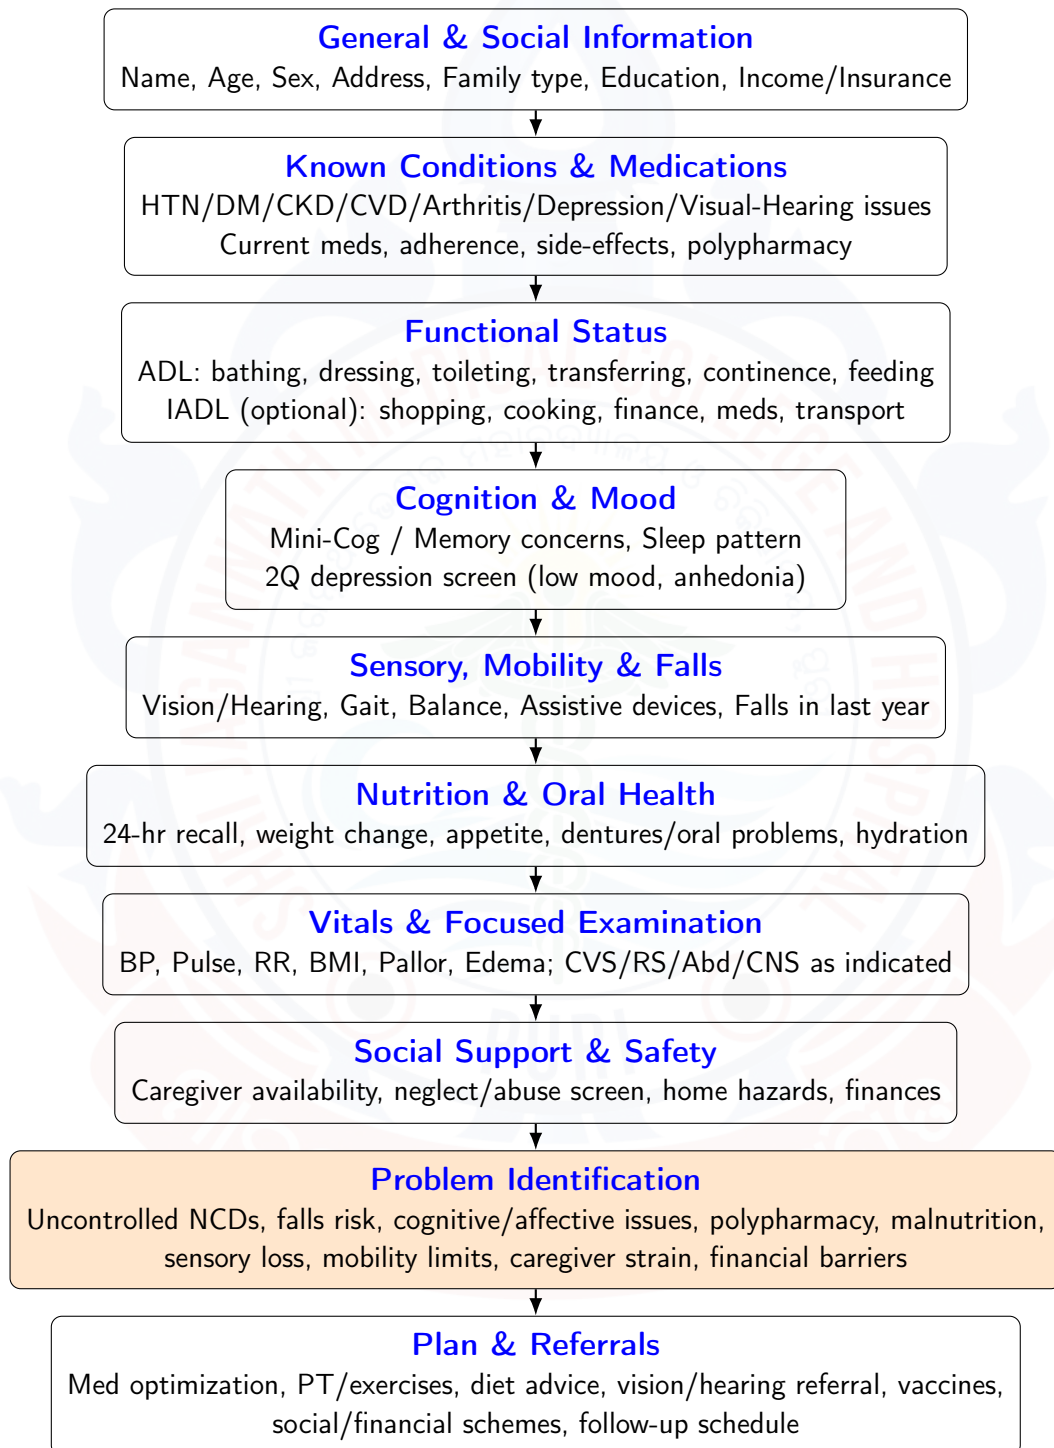 General & Social Information
Name, Age, Sex, Address, Family type, Education, Income/Insurance
Known Conditions & Medications
HTN/DM/CKD/CVD/Arthritis/Depression/Visual-Hearing issues
Current meds, adherence, side-effects, polypharmacy
Functional Status
ADL: bathing, dressing, toileting, transferring, continence, feeding
IADL (optional): shopping, cooking, finance, meds, transport
Cognition & Mood
Mini-Cog / Memory concerns, Sleep pattern
2Q depression screen (low mood, anhedonia)
Sensory, Mobility & Falls
Vision/Hearing, Gait, Balance, Assistive devices, Falls in last year
Nutrition & Oral Health
24-hr recall, weight change, appetite, dentures/oral problems, hydration
Vitals & Focused Examination
BP, Pulse, RR, BMI, Pallor, Edema; CVS/RS/Abd/CNS as indicated
Social Support & Safety
Caregiver availability, neglect/abuse screen, home hazards, finances
Problem Identification
Uncontrolled NCDs, falls risk, cognitive/affective issues, polypharmacy, malnutrition,
sensory loss, mobility limits, caregiver strain, financial barriers
Plan & Referrals
Med optimization, PT/exercises, diet advice, vision/hearing referral, vaccines,
social/financial schemes, follow-up schedule
SHRI JAGANNATH MEDICAL COLLEGE AND HOSPITAL
PURI